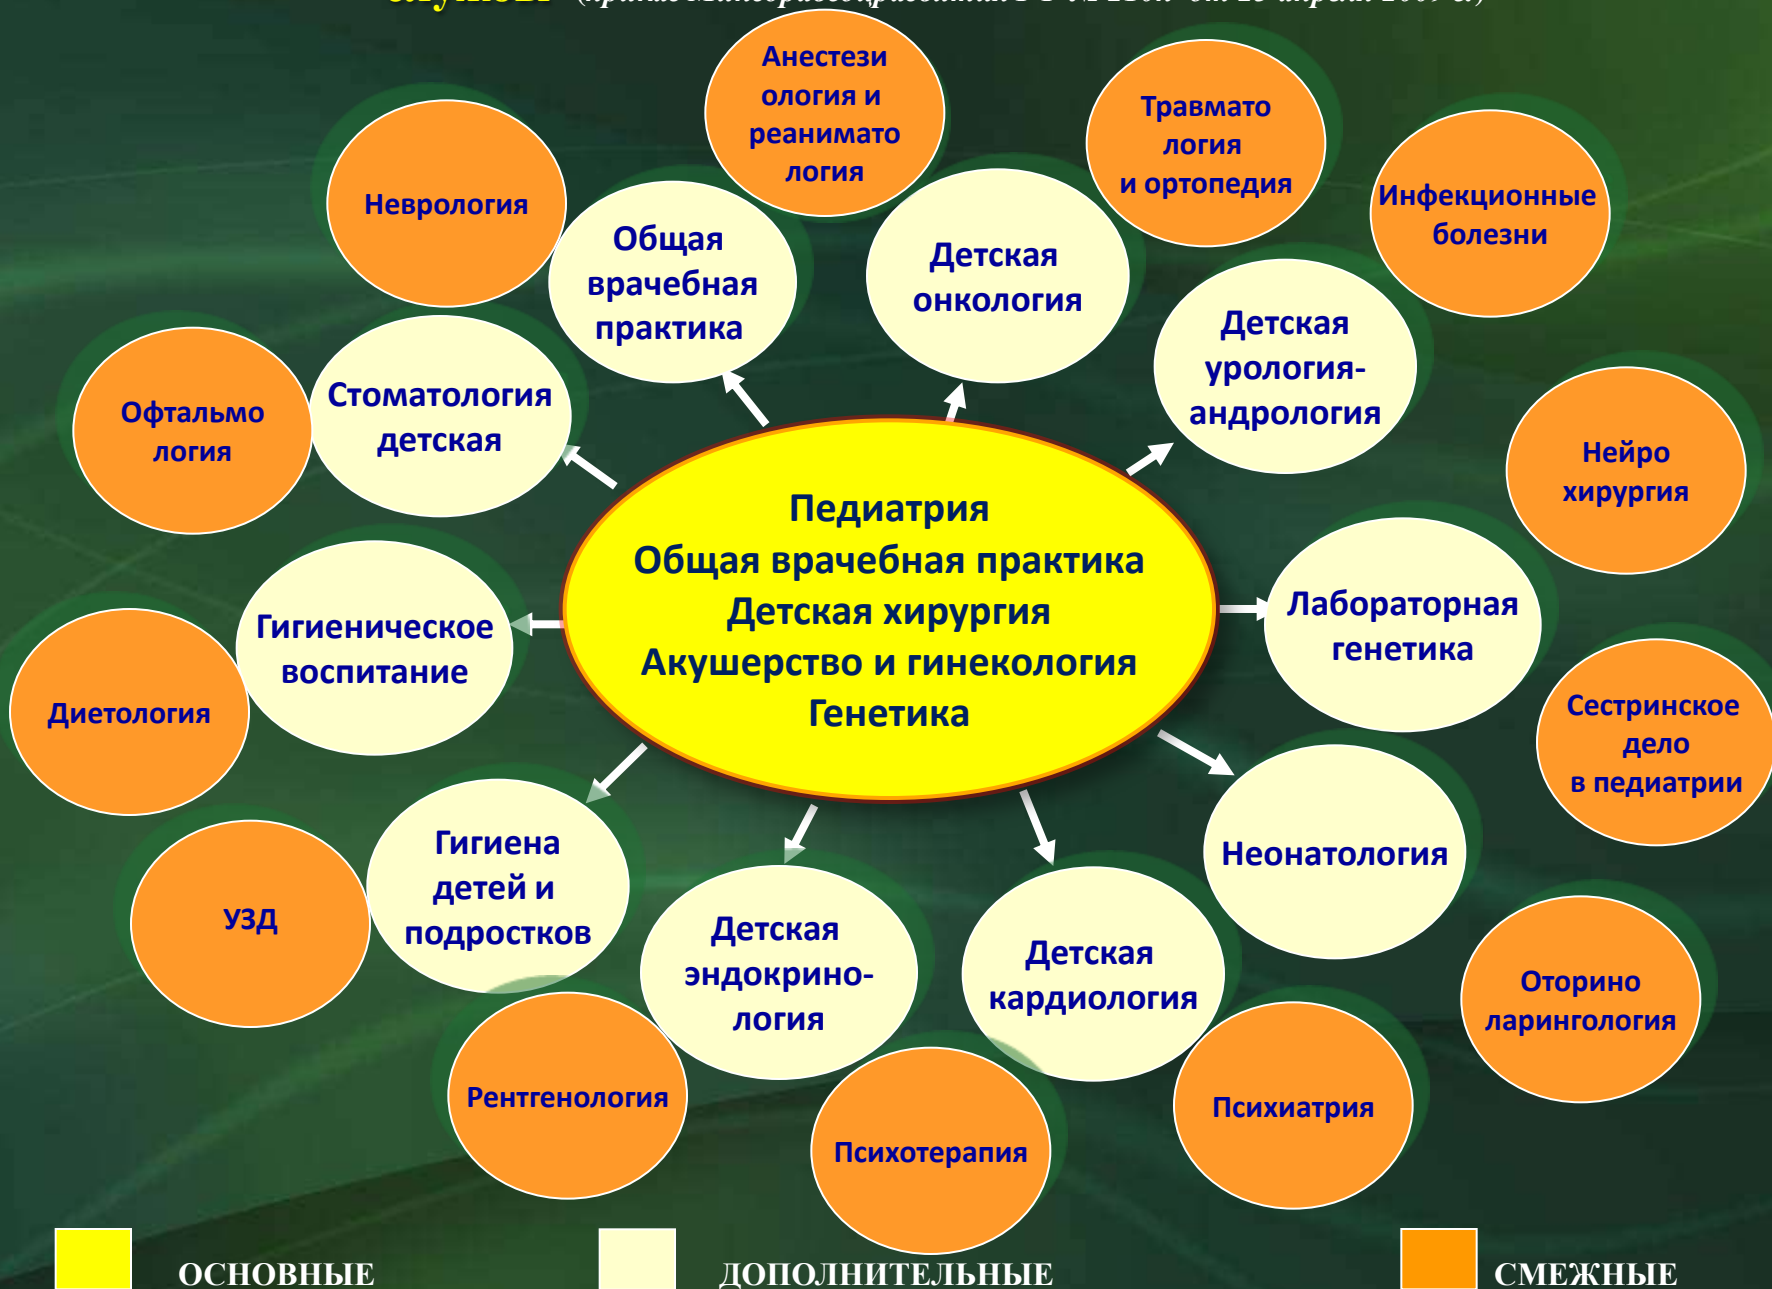 службы
Анестези
ология и
реанимато
логия
Травмато
логия
и ортопедия
Инфекционные
болезни
Неврология
Общая
врачебная
практика
Детская
онкология
Детская
урология-
андрология
Офтальмо
логия
Стоматология
детская
Нейро
хирургия
Педиатрия
Общая врачебная практика
Детская хирургия
Акушерство и гинекология
Генетика
Гигиеническое
воспитание
Лабораторная
генетика
Диетология
Сестринское
дело
в педиатрии
Гигиена
детей и
подростков
Неонатология
УЗД
Детская
эндокрино-
логия
Детская
кардиология
Оторино
ларингология
Рентгенология
Психотерапия
Психиатрия
ОСНОВНЫЕ
ДОПОЛНИТЕЛЬНЫЕ
СМЕЖНЫЕ